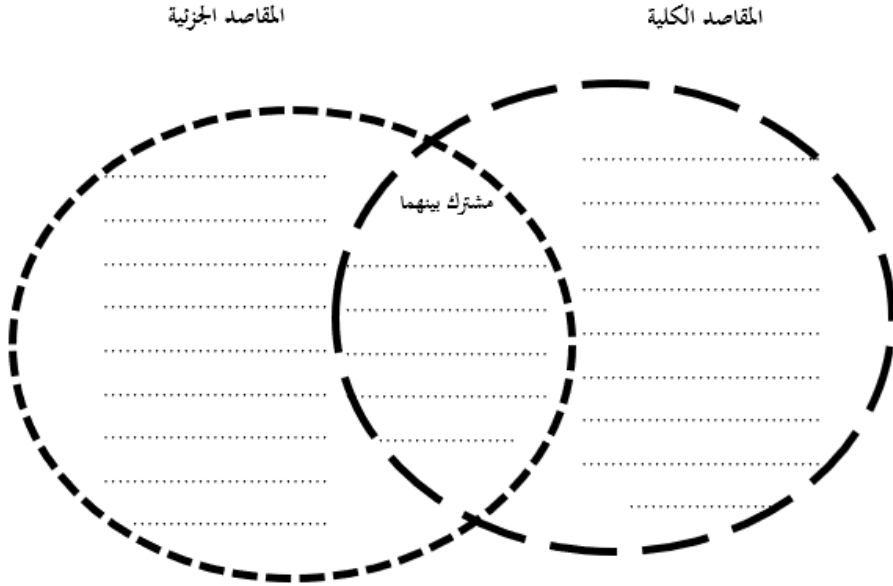 المقاصد الكلية
المقاصد الجزئية
مشترك بينهما